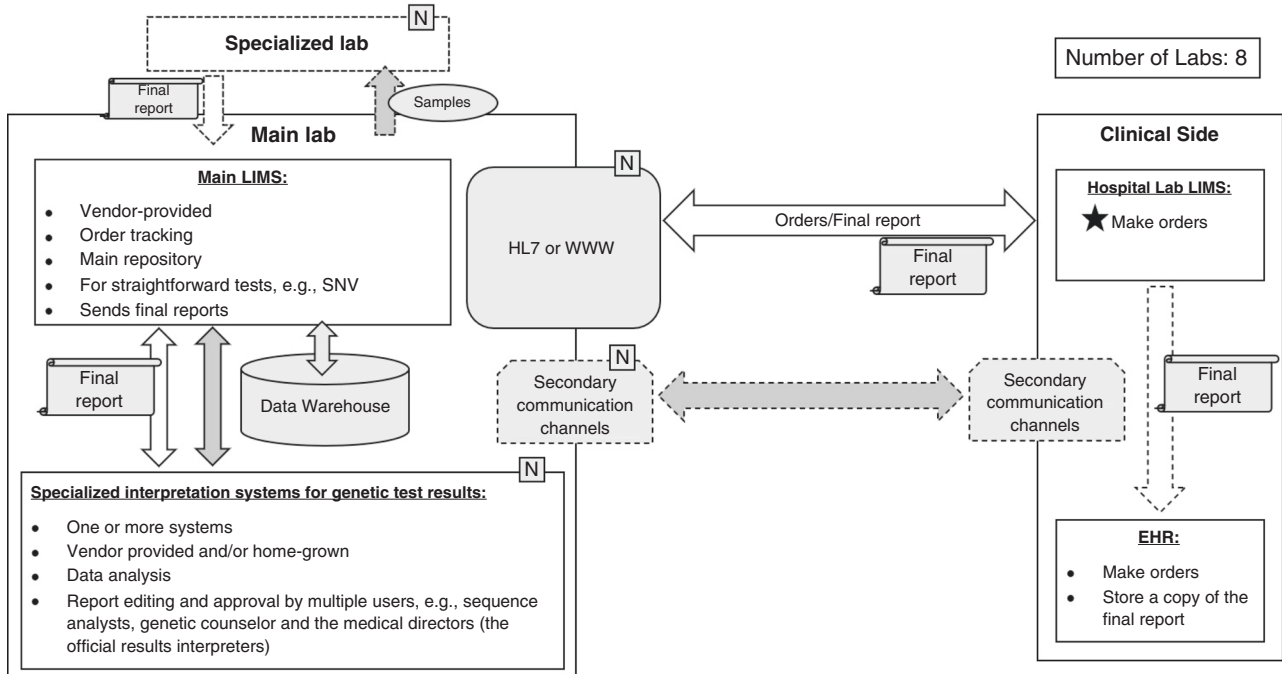 N
Specialized lab
Number of Labs: 8
Final
report
Samples
Main lab
Clinical Side
Main LIMS:
• Vendor-provided
• Order tracking
• Main repository
• For straightforward tests, e.g., SNV
• Sends final reports
N
HL7 or WWW
Orders/Final report
Final
report
Hospital Lab LIMS:
★ Make orders
Final
report
Data Warehouse
N
Secondary
communication
channels
Secondary
communication
channels
Final
report
N
Specialized interpretation systems for genetic test results:
• One or more systems
• Vendor provided and/or home-grown
• Data analysis
• Report editing and approval by multiple users, e.g., sequence
analysts, genetic counselor and the medical directors (the
official results interpreters)
EHR:
• Make orders
• Store a copy of the
final report